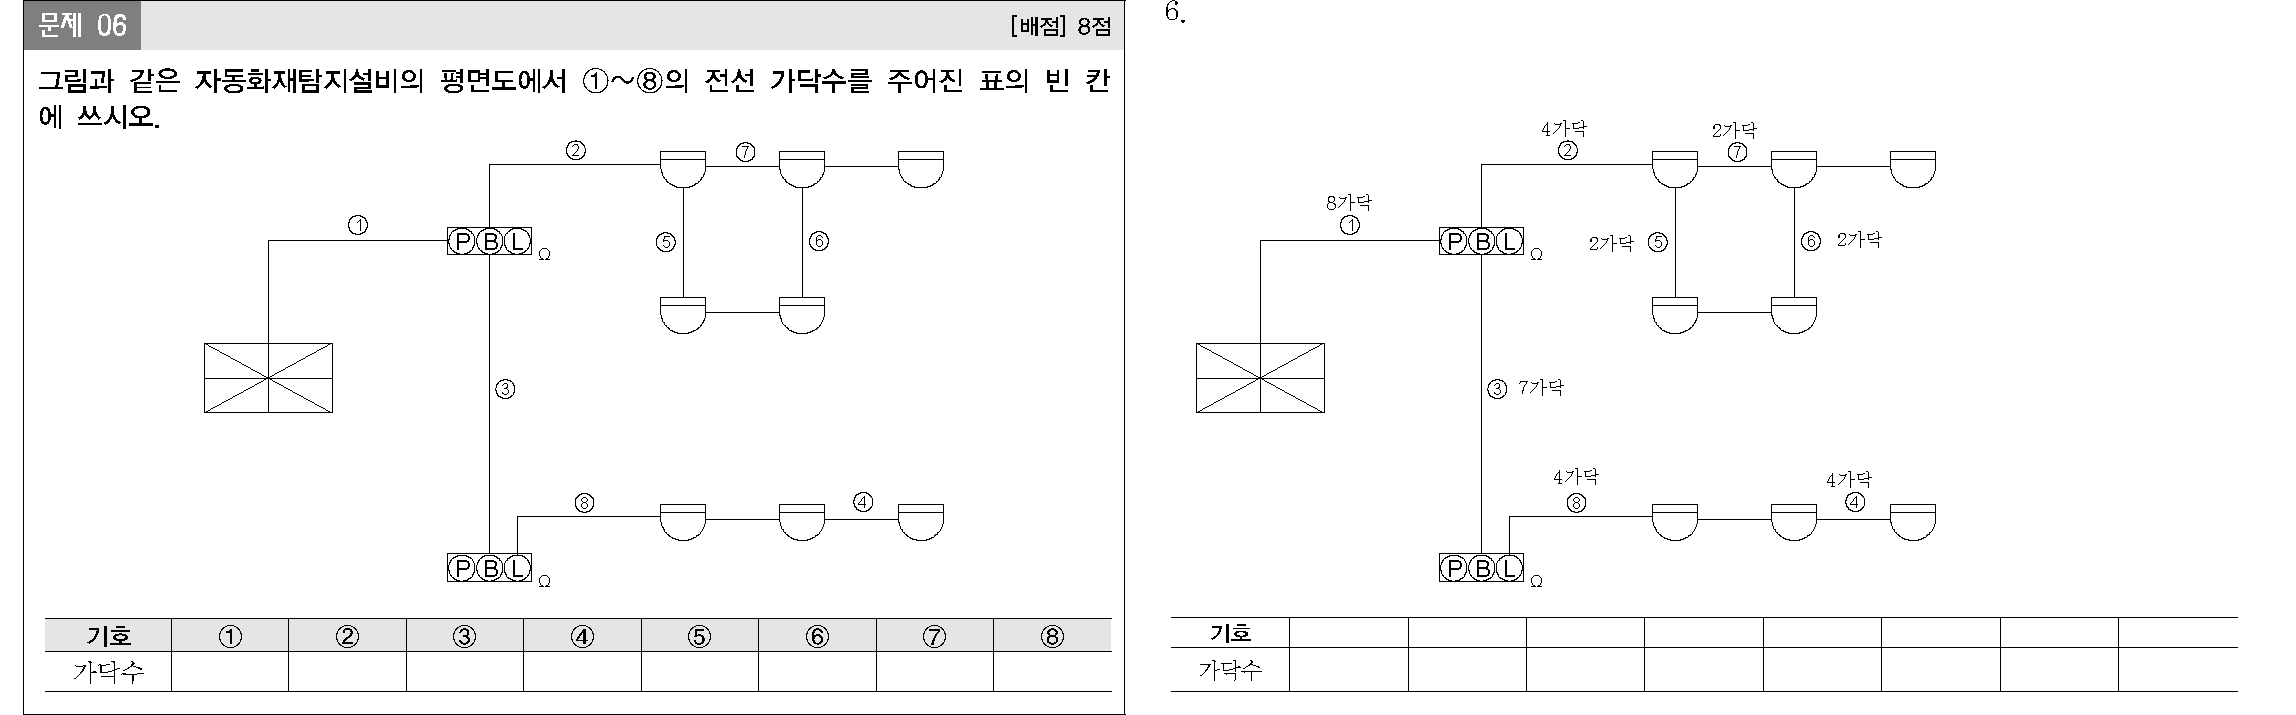 문제 06
[배점] 8점
그림과 같은 자동화재탐지설비의 평면도에서 ①~⑧의 전선 가닥수를 주어진 표의 빈 칸
에 쓰시오.
②
⑦
①
P B L Ω
⑤
⑥
③
⑧
④
P B L Ω
기호 ① ② ③ ④ ⑤ ⑥ ⑦ ⑧
가닥수
6.
4가닥
②
2가닥
⑦
8가닥
①
P B L Ω
2가닥 ⑤
⑥ 2가닥
③ 7가닥
4가닥
⑧
4가닥
④
P B L Ω
기호
가닥수